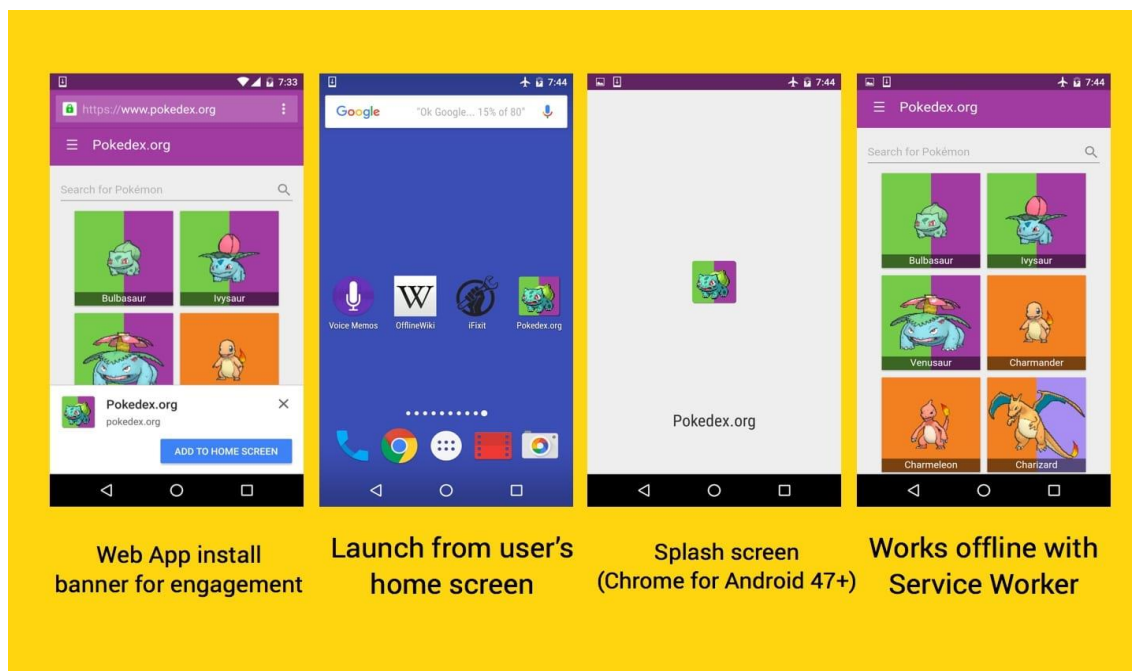 7:33
https://www.pokedex.org
Pokedex.org
Search for Pokémon
Bulbasaur
Ivysaur
Pokedex.org
pokedex.org
ADD TO HOME SCREEN
Web App install
banner for engagement
7:44
Google "Ok Google... 15% of 80"
Voice Memos
W
OfflineWiki
iFixit
Pokedex.org
Launch from user's
home screen
7:44
Pokedex.org
Splash screen
(Chrome for Android 47+)
7:44
Pokedex.org
Search for Pokémon
Bulbasaur
Ivysaur
Venusaur
Charmander
Charmeleon
Charizard
Works offline with
Service Worker